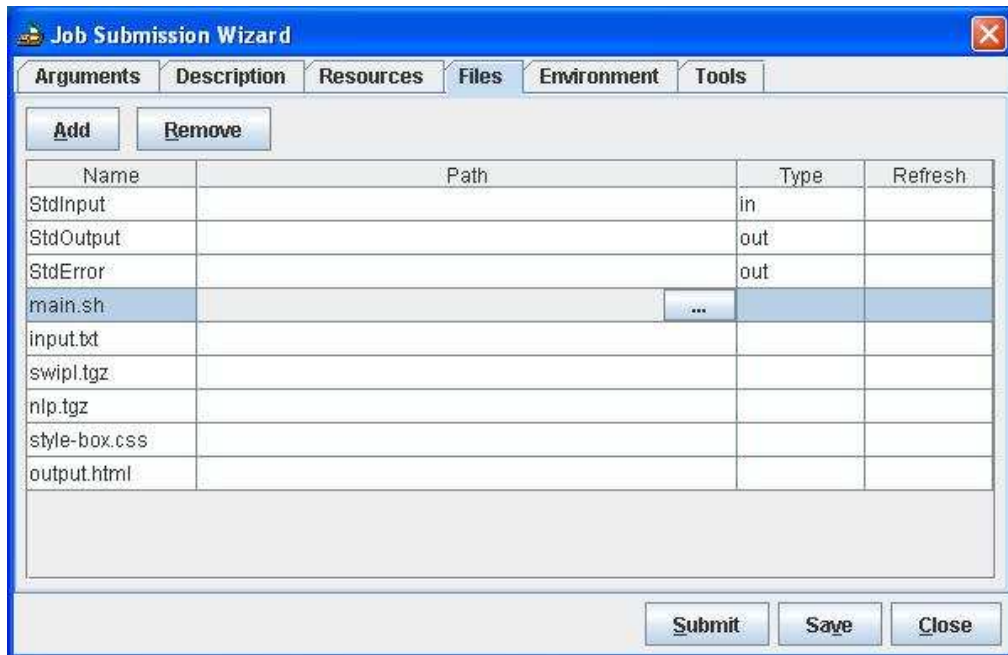 Job Submission Wizard
Arguments Description Resources Files Environment Tools
Add Remove
Name Path Type Refresh
StdInput in
StdOutput out
StdError out
main.sh ...
input.txt
swipl.tgz
nlp.tgz
style-box.css
output.html
Submit Save Close